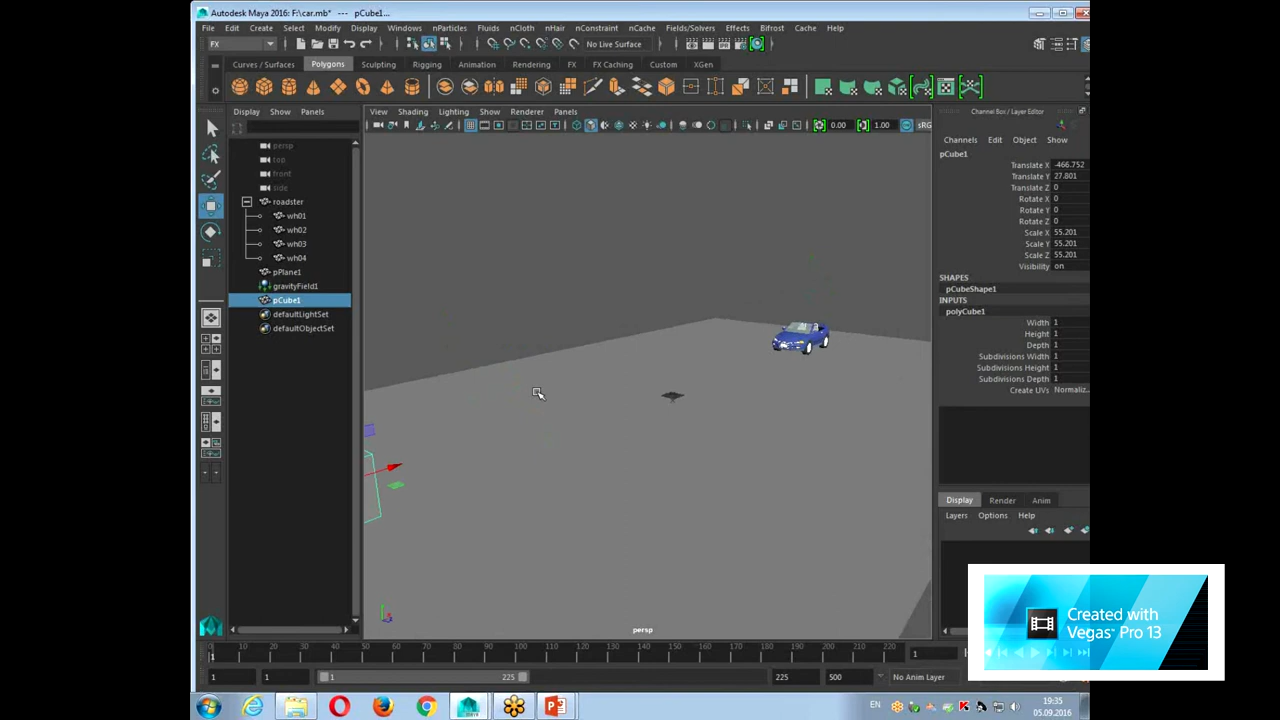 Autodesk Maya 2016: F:\car.mb* --- pCube1...
File Edit Create Select Modify Display Windows nParticles Fluids nCloth nHair nConstraint nCache Fields/Solvers Effects Bifrost Cache Help
FX No Live Surface
Curves / Surfaces Polygons Sculpting Rigging Animation Rendering FX FX Caching Custom XGen
Display Show Panels
View Shading Lighting Show Renderer Panels
0.00 1.00 sRG
persp
top
front
side
roadster
wh01
wh02
wh03
wh04
pPlane1
gravityField1
pCube1
defaultLightSet
defaultObjectSet
persp
Channel Box / Layer Editor
Channels Edit Object Show
pCube1
Translate X -466.752
Translate Y 27.801
Translate Z 0
Rotate X 0
Rotate Y 0
Rotate Z 0
Scale X 55.201
Scale Y 55.201
Scale Z 55.201
Visibility on
SHAPES
pCubeShape1
INPUTS
polyCube1
Width 1
Height 1
Depth 1
Subdivisions Width 1
Subdivisions Height 1
Subdivisions Depth 1
Create UVs Normaliz...
Display Render Anim
Layers Options Help
Created with
Vegas Pro 13
1 10 20 30 40 50 60 70 80 90 100 110 120 130 140 150 160 170 180 190 200 210 220 1
1 1 1 225 225 500 No Anim Layer
EN 19:35
05.09.2016